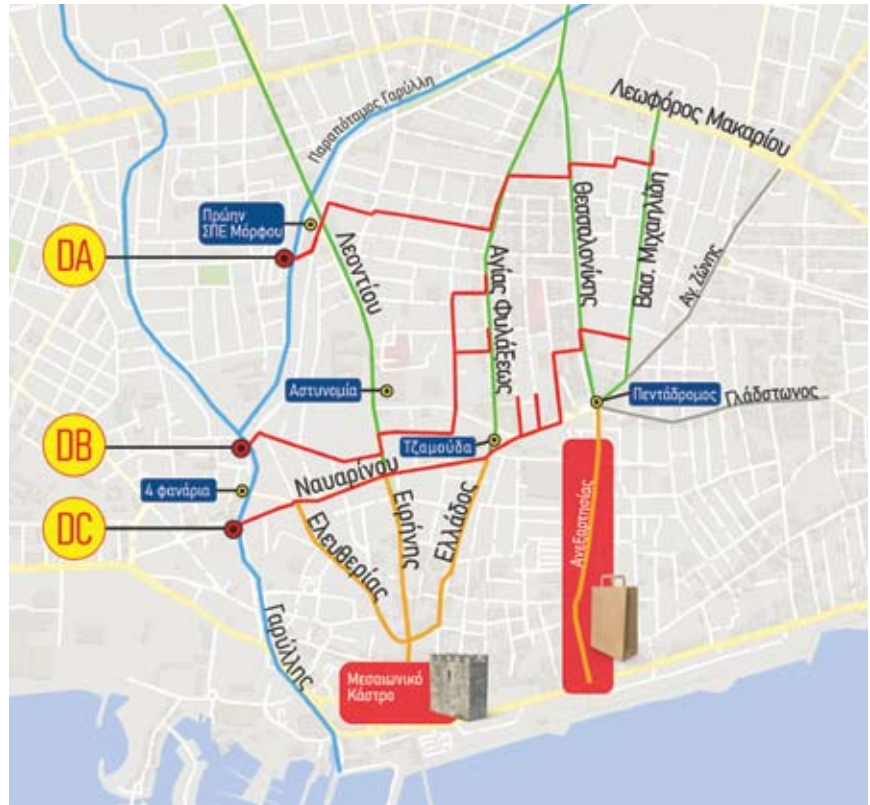 Λεωφόρος Μακαρίου
Παραπόταμος Γαρύλλη
Πρώην
ΣΠΕ Μόρφου
DA
Λεοντίου
Αγίας Φυλάξεως
Θεσσαλονίκης
Βασ. Μιχαηλίδη
Αγ. Ζώνης
Αστυνομία
Πεντάδρομος
Γλάδστωνος
DB
Τζαμούδα
4 φανάρια
Ναυαρίνου
DC
Ελευθερίας
Ειρήνης
Ελλάδος
Ανεξαρτησίας
Γαρύλλης
Μεσαιωνικό
Κάστρο